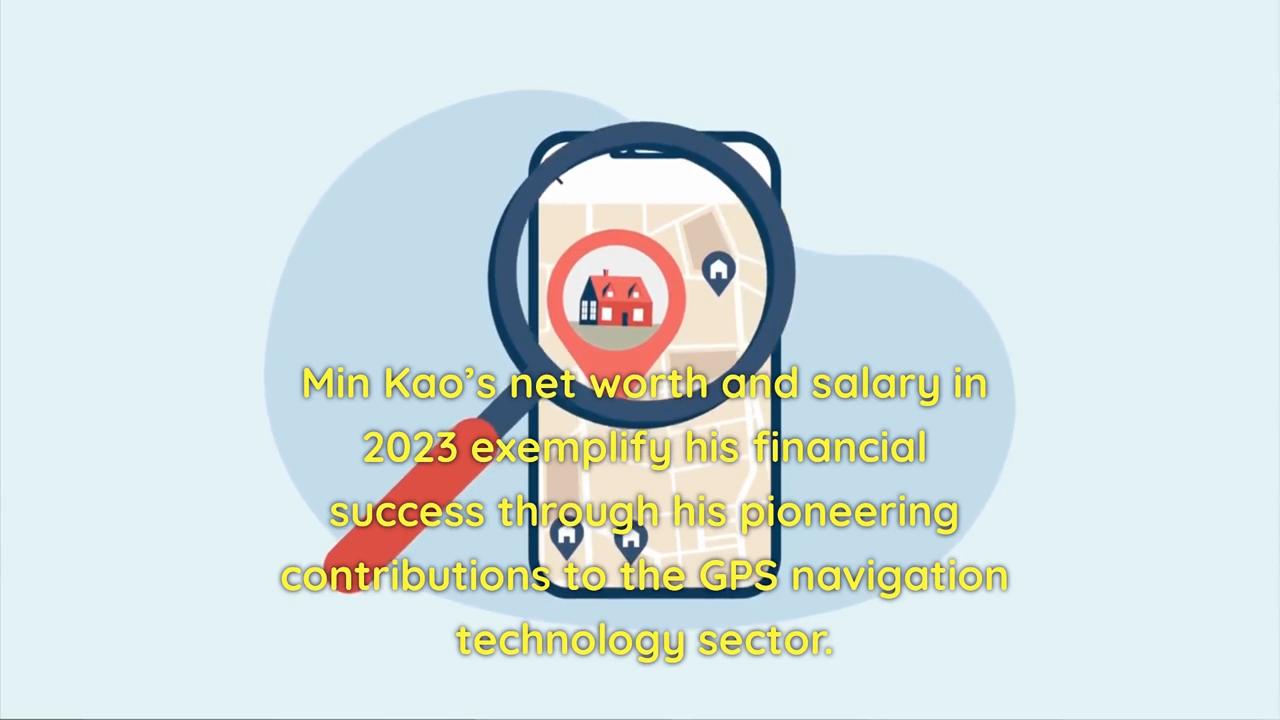 Min Kao’s net worth and salary in
2023 exemplify his financial
success through his pioneering
contributions to the GPS navigation
technology sector.